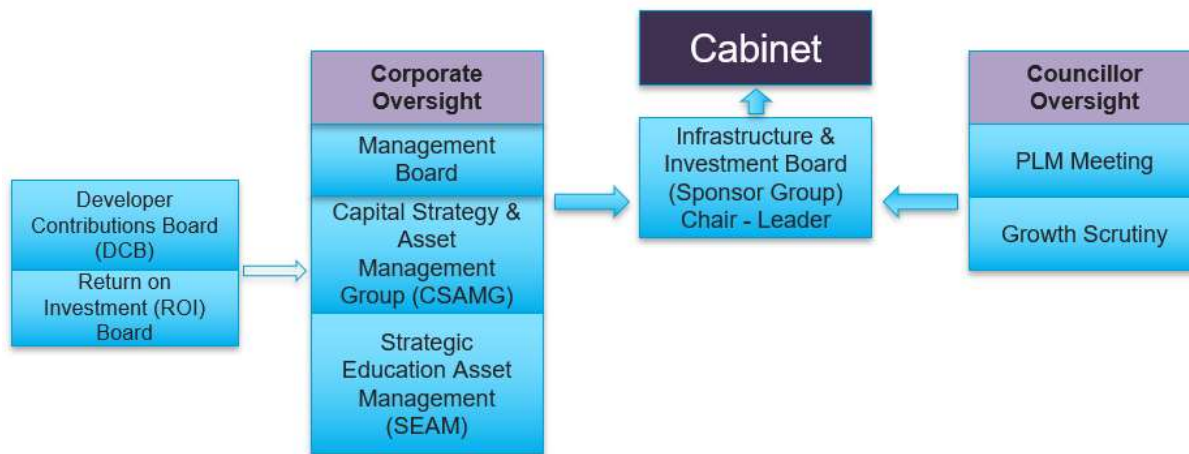 Developer
Contributions Board
(DCB)
Return on
Investment (ROI)
Board
Corporate
Oversight
Management
Board
Capital Strategy &
Asset
Management
Group (CSAMG)
Strategic
Education Asset
Management
(SEAM)
Cabinet
Infrastructure &
Investment Board
(Sponsor Group)
Chair - Leader
Councillor
Oversight
PLM Meeting
Growth Scrutiny